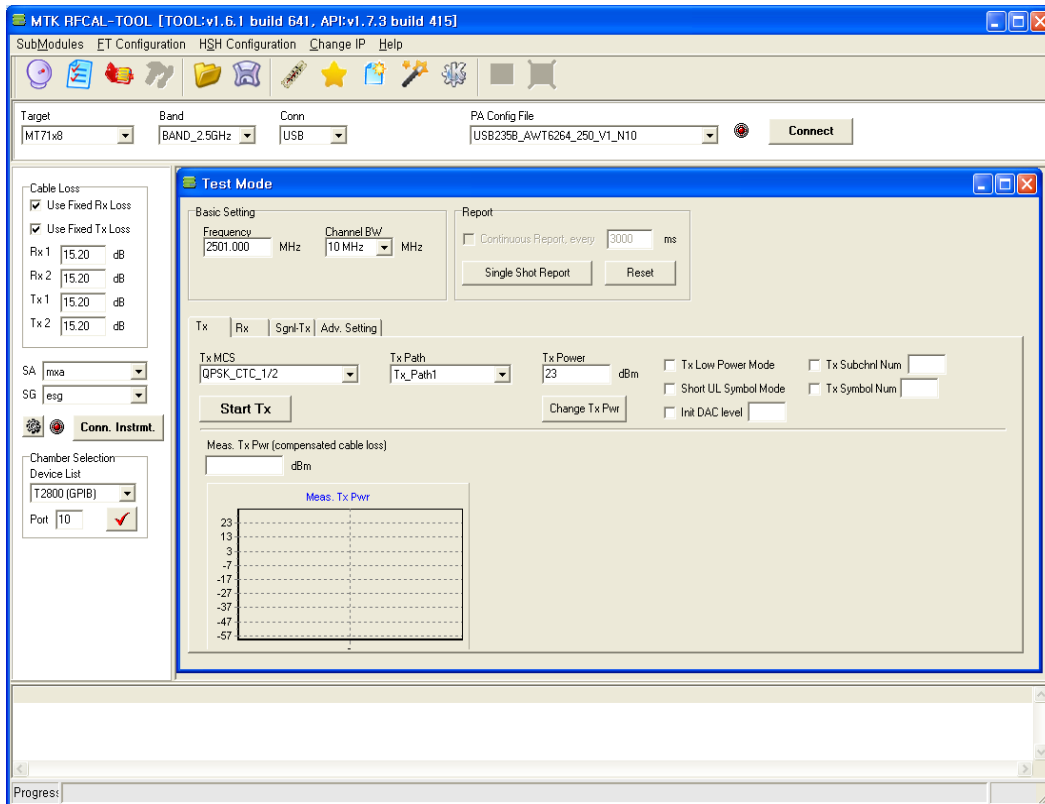 MTK RFCAL-TOOL [TOOL:v1.6.1 build 641, API:v1.7.3 build 415]
SubModules FT Configuration HSH Configuration Change IP Help
Target Band Conn PA Config File
MT71x8 BAND_2.5GHz USB USB235B_AWT6264_250_V1_N10 Connect
Cable Loss
Use Fixed Rx Loss
Use Fixed Tx Loss
Rx 1 15.20 dB
Rx 2 15.20 dB
Tx 1 15.20 dB
Tx 2 15.20 dB
SA mxa
SG esg
Conn. Instrmt.
Chamber Selection
Device List
T2800 (GPIB)
Port 10
Test Mode
Basic Setting
Frequency Channel BW
2501.000 MHz 10 MHz MHz
Report
Continuous Report, every 3000 ms
Single Shot Report Reset
Tx Rx Sgnl-Tx Adv. Setting
Tx MCS Tx Path Tx Power
QPSK_CTC_1/2 Tx_Path1 23 dBm
Start Tx Change Tx Pwr
Tx Low Power Mode Tx Subchnl Num
Short UL Symbol Mode Tx Symbol Num
Init DAC level
Meas. Tx Pwr (compensated cable loss)
dBm
Meas. Tx Pwr
23
13
3
-7
-17
-27
-37
-47
-57
Progress